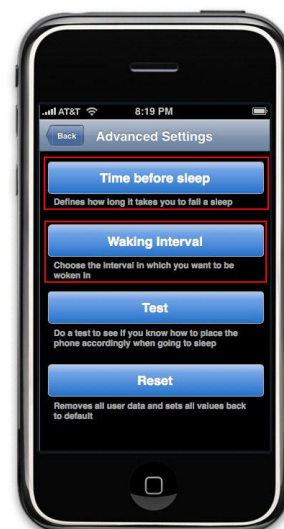 AT&T 8:19 PM
Back Advanced Settings
Time before sleep
Defines how long it takes you to fall a sleep
Waking Interval
Choose the interval in which you want to be
woken in
Test
Do a test to see if you know how to place the
phone accordingly when going to sleep
Reset
Removes all user data and sets all values back
to default